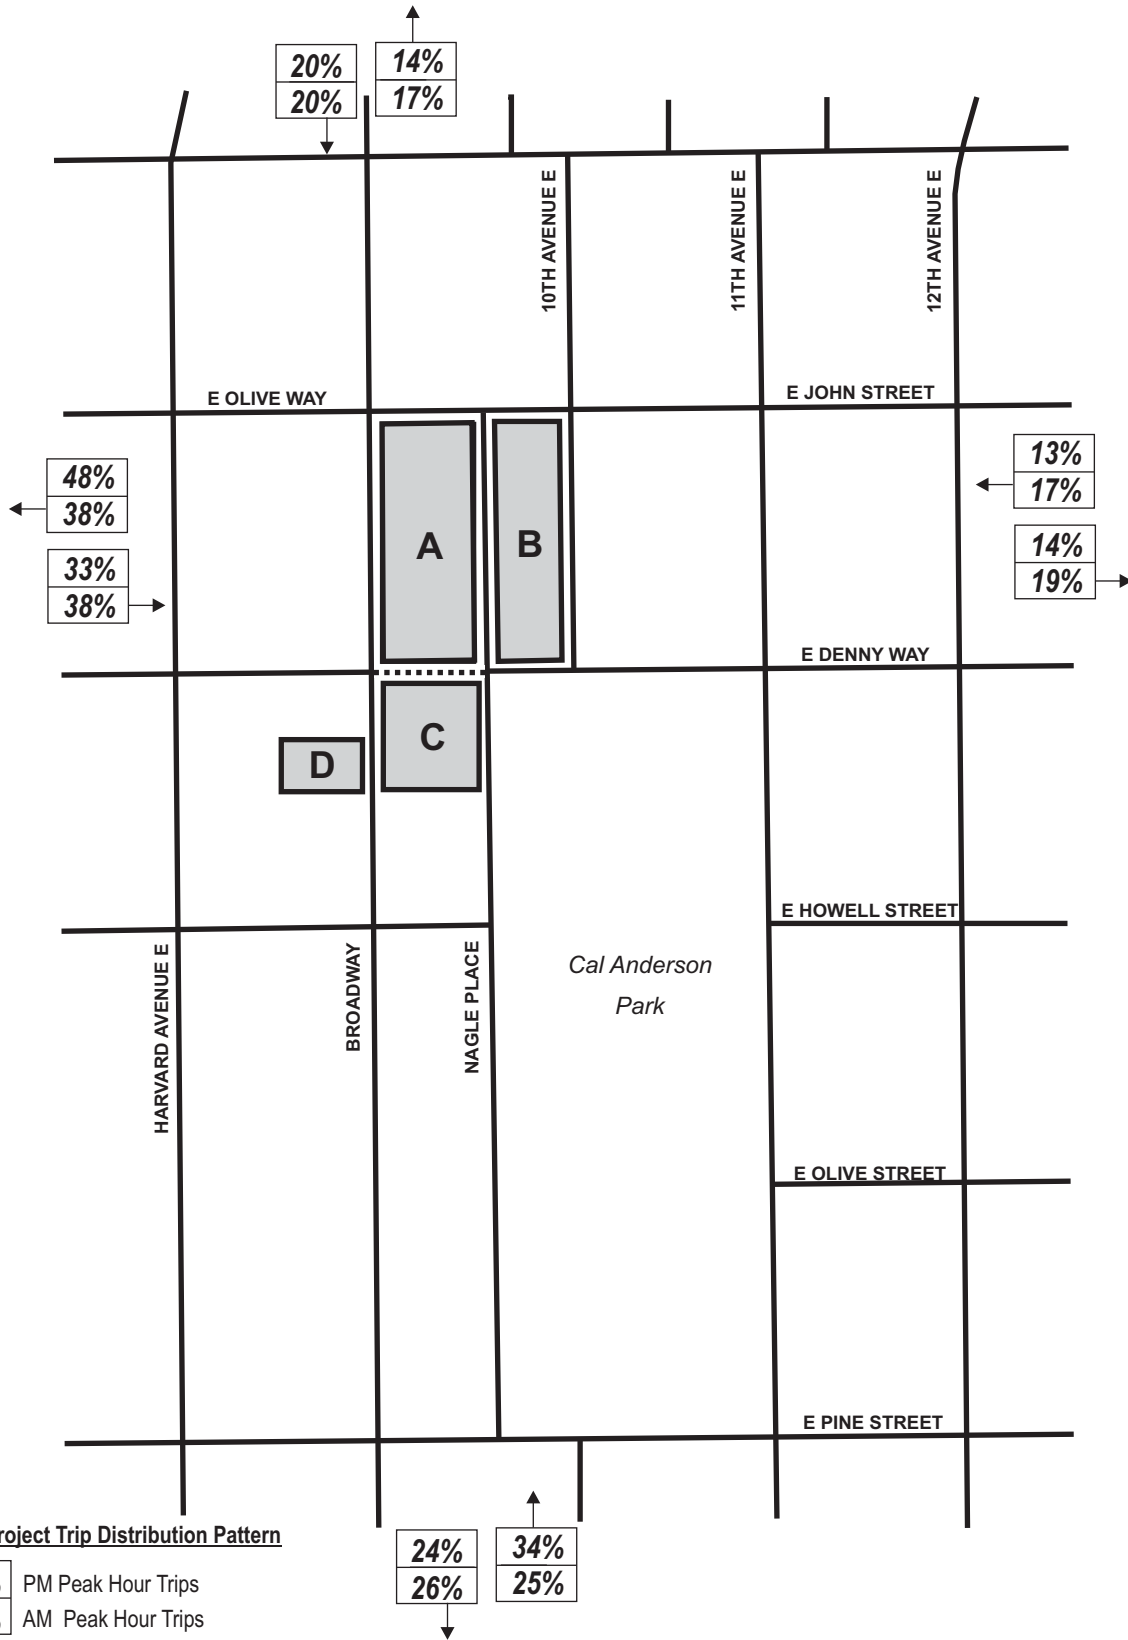 20%
20%
14%
17%
10TH AVENUE E
11TH AVENUE E
12TH AVENUE E
E OLIVE WAY
E JOHN STREET
48%
38%
33%
38%
13%
17%
14%
19%
A
B
E DENNY WAY
C
D
E HOWELL STREET
HARVARD AVENUE E
BROADWAY
NAGLE PLACE
Cal Anderson
Park
E OLIVE STREET
E PINE STREET
24%
26%
34%
25%
roject Trip Distribution Pattern
PM Peak Hour Trips
AM Peak Hour Trips